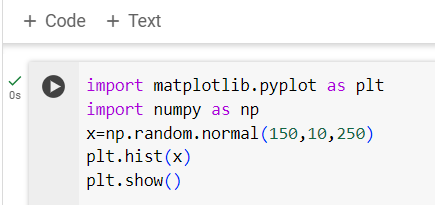 + Code + Text
0s
import matplotlib.pyplot as plt
import numpy as np
x=np.random.normal(150,10,250)
plt.hist(x)
plt.show()